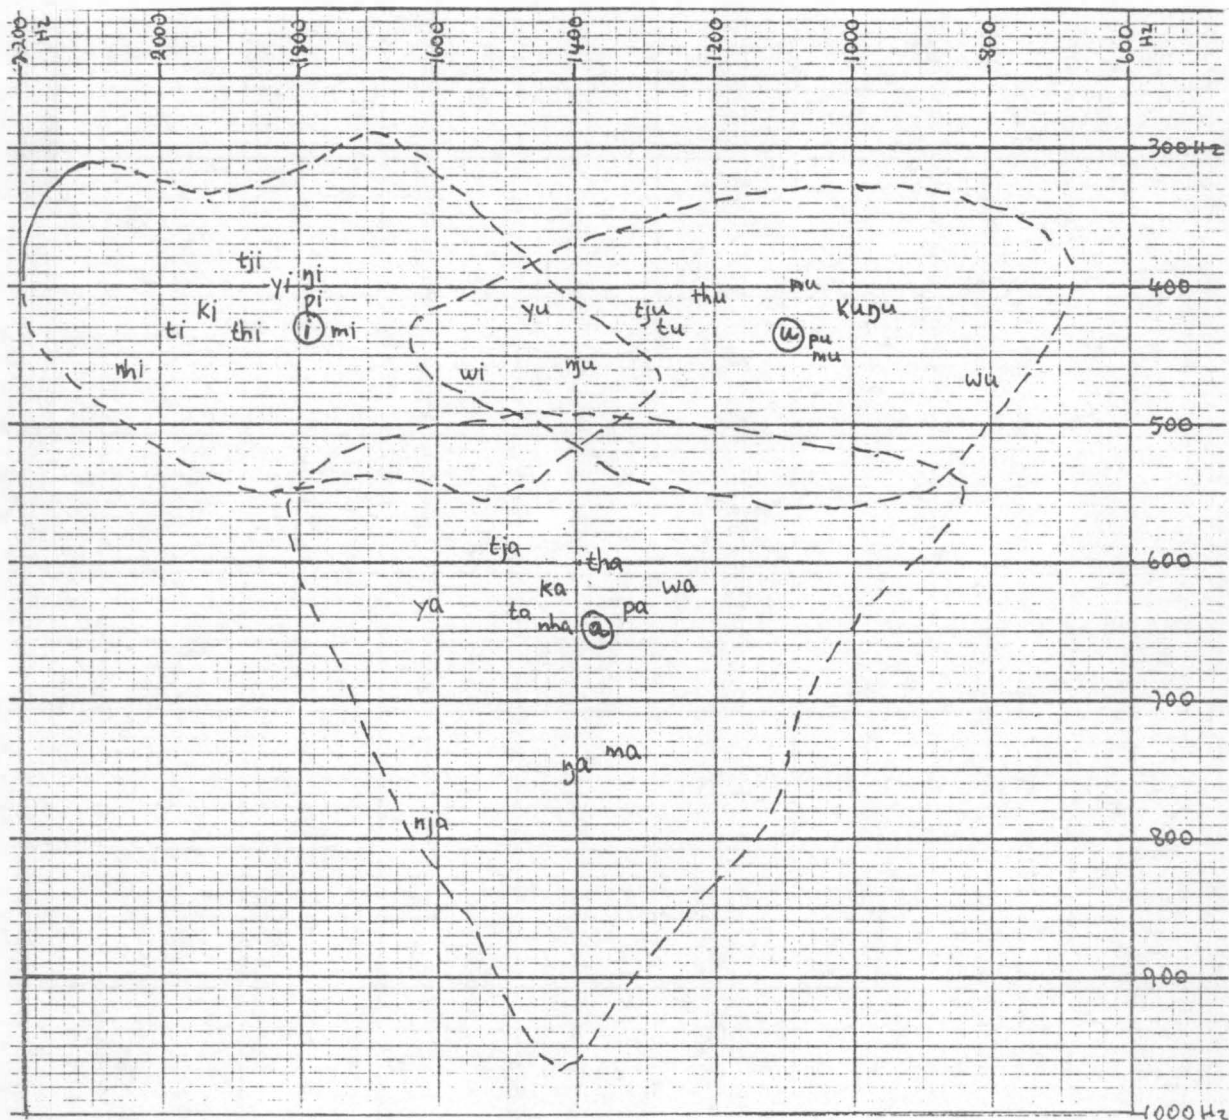 2200 Hz 2000 1800 1600 1400 1200 1000 800 600 Hz
300 Hz
tji
yi ŋi mu 400
pi thu
ki yu tju kuŋu
ti thi i mi tu u pu
mu
nhi wi nju wu
500
tja tha 600
ka wa
ya ta pa
nha a
700
ŋa ma
nja 800
900
1000 Hz